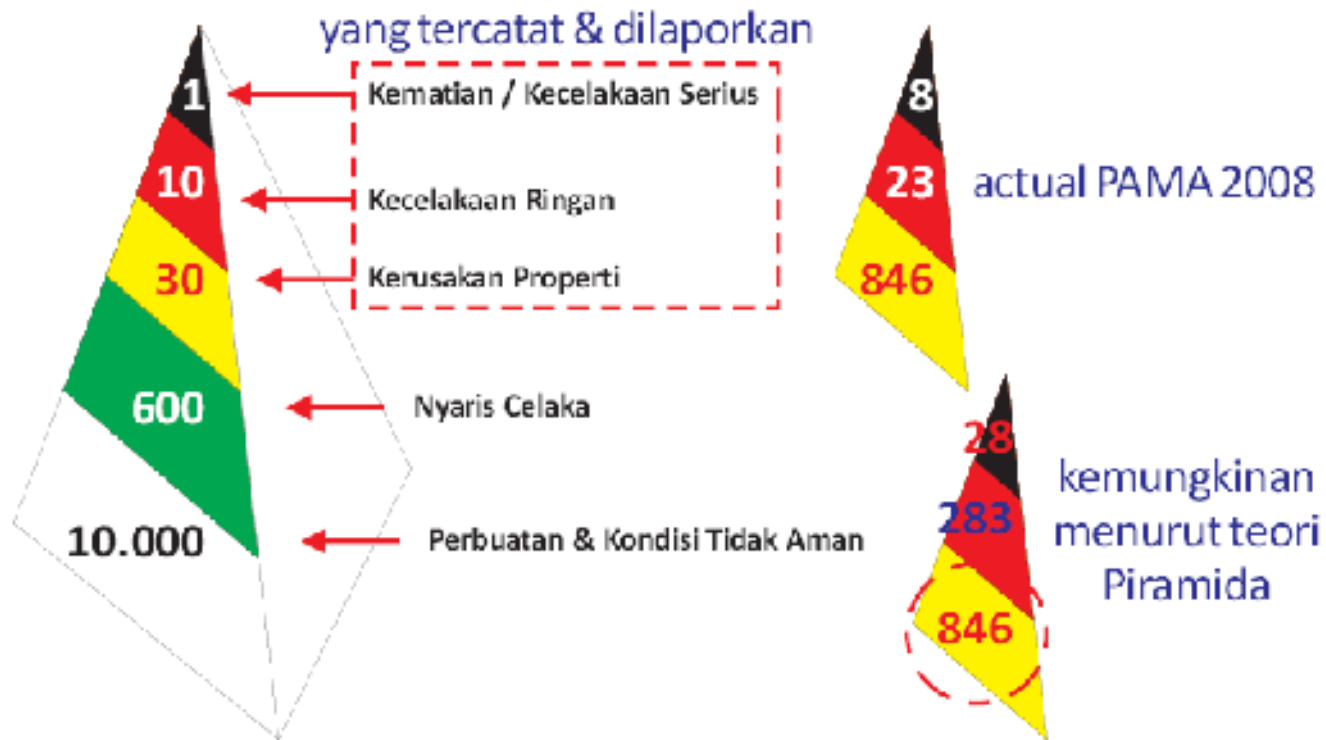 yang tercatat & dilaporkan
1
Kematian / Kecelakaan Serius
10
Kecelakaan Ringan
30
Kerusakan Properti
600
Nyaris Celaka
10.000
Perbuatan & Kondisi Tidak Aman
8
23
actual PAMA 2008
846
28
283
kemungkinan
menurut teori
Piramida
846